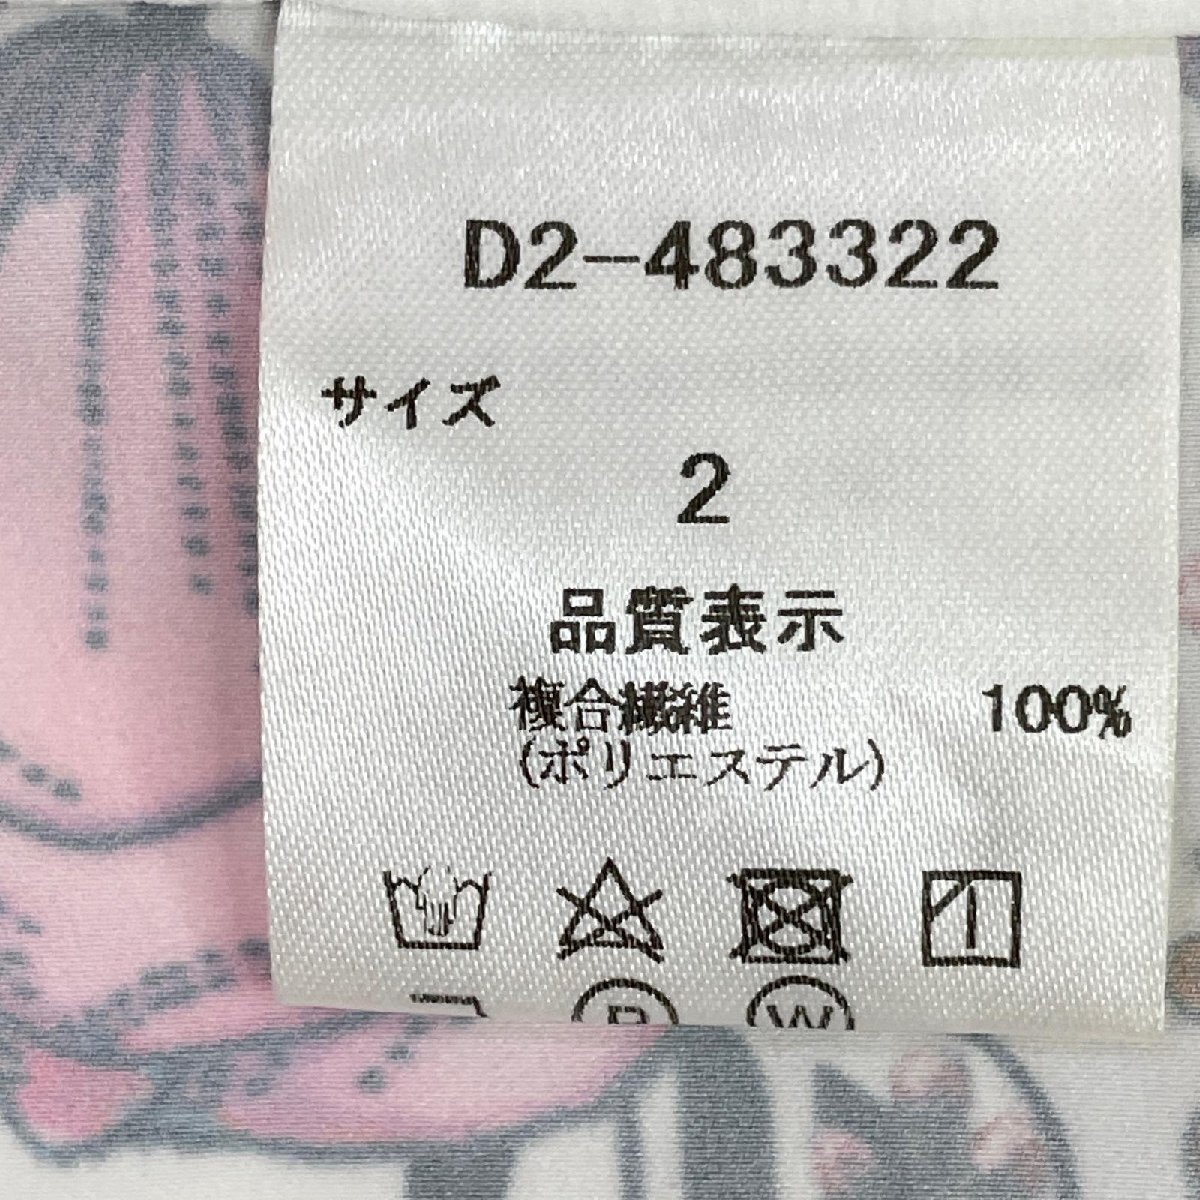 D2-483322
サイズ
2
品質表示
複合繊維 100%
(ポリエステル)
P W